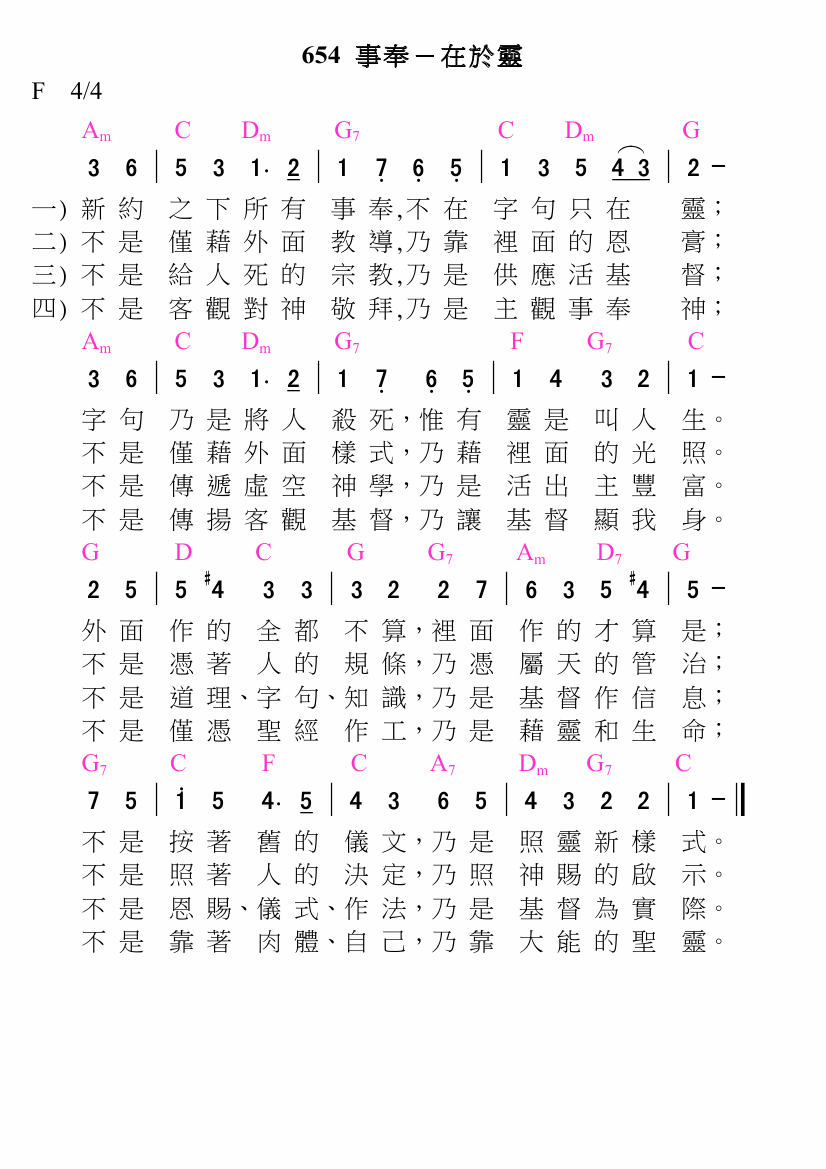 654 事奉－在於靈
F 4/4
Am C Dm G7 C Dm G
3 6 | 5 3 1. 2 | 1 7 6 5 | 1 3 5 4 3 | 2 －
一) 新約 之下所有 事奉,不在 字句只在 靈；
二) 不是 僅藉外面 教導,乃靠 裡面的恩 膏；
三) 不是 給人死的 宗教,乃是 供應活基 督；
四) 不是 客觀對神 敬拜,乃是 主觀事奉 神；
Am C Dm G7 F G7 C
3 6 | 5 3 1. 2 | 1 7 6 5 | 1 4 3 2 | 1 －
字句 乃是將人 殺死，惟有 靈是叫人 生。
不是 僅藉外面 樣式，乃藉 裡面的光 照。
不是 傳遞虛空 神學，乃是 活出主豐 富。
不是 傳揚客觀 基督，乃讓 基督顯我 身。
G D C G G7 Am D7 G
2 5 | 5 #4 3 3 | 3 2 2 7 | 6 3 5 #4 | 5 －
外面 作的全都 不算，裡面 作的才算 是；
不是 憑著人的 規條，乃憑 屬天的管 治；
不是 道理、字句、知識，乃是 基督作信 息；
不是 僅憑聖經 作工，乃是 藉靈和生 命；
G7 C F C A7 Dm G7 C
7 5 | 1 5 4. 5 | 4 3 6 5 | 4 3 2 2 | 1 －
不是 按著舊的 儀文，乃是 照靈新樣 式。
不是 照著人的 決定，乃照 神賜的啟 示。
不是 恩賜、儀式、作法，乃是 基督為實 際。
不是 靠著肉體、自己，乃靠 大能的聖 靈。